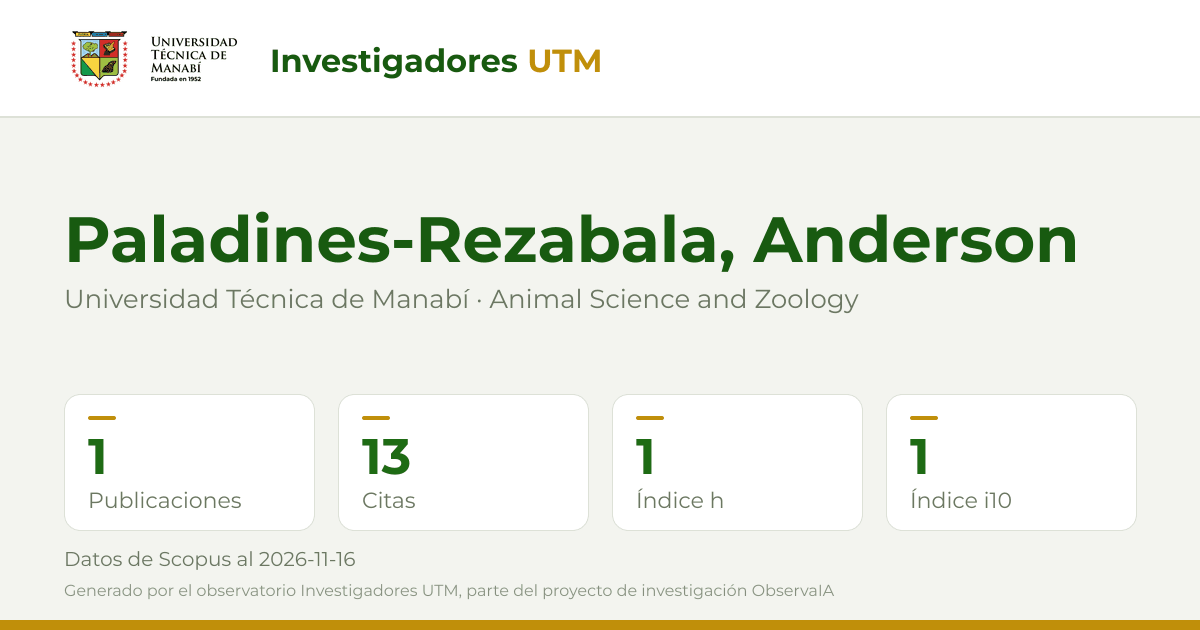 UNIVERSIDAD
TÉCNICA DE
MANABÍ
Fundada en 1952
Investigadores UTM
Paladines-Rezabala, Anderson
Universidad Técnica de Manabí · Animal Science and Zoology
1
Publicaciones
13
Citas
1
Índice h
1
Índice i10
Datos de Scopus al 2026-11-16
Generado por el observatorio Investigadores UTM, parte del proyecto de investigación ObservaIA